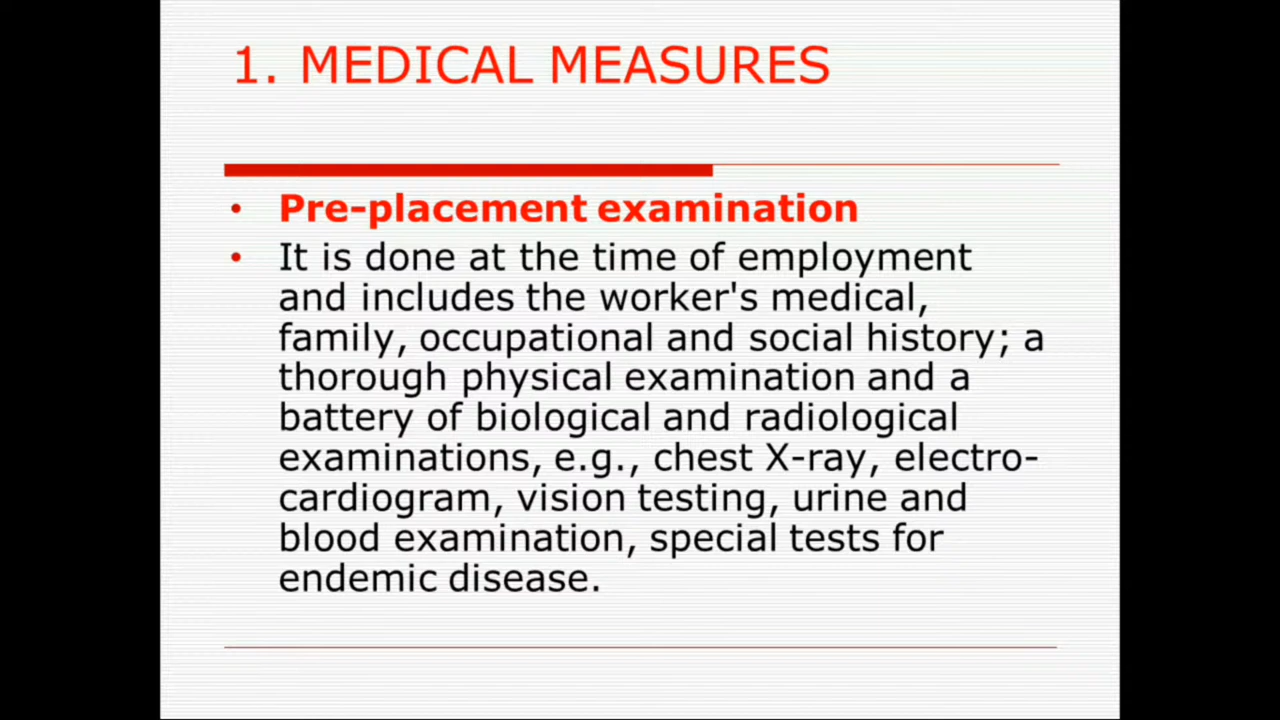 1. MEDICAL MEASURES
• Pre-placement examination
• It is done at the time of employment
and includes the worker's medical,
family, occupational and social history; a
thorough physical examination and a
battery of biological and radiological
examinations, e.g., chest X-ray, electro-
cardiogram, vision testing, urine and
blood examination, special tests for
endemic disease.